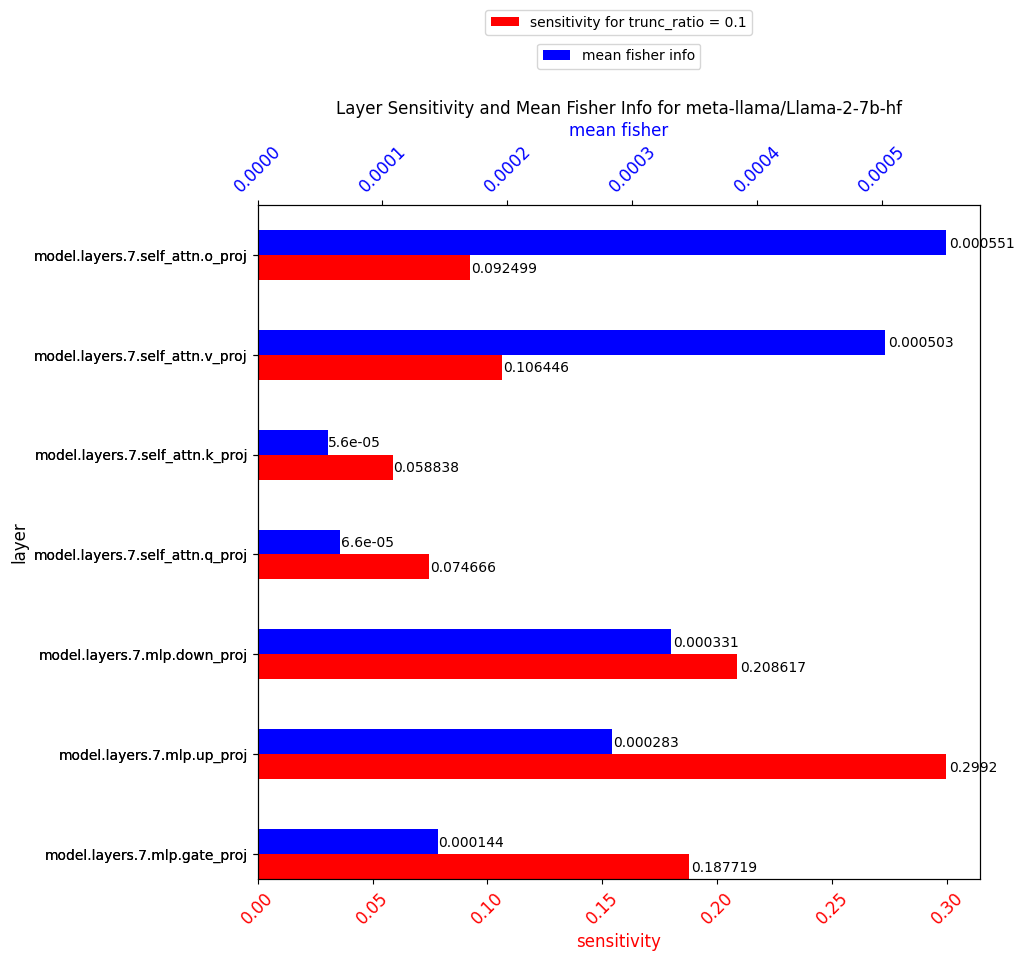 sensitivity for trunc_ratio = 0.1
mean fisher info
Layer Sensitivity and Mean Fisher Info for meta-llama/Llama-2-7b-hf
mean fisher
0.0000 0.0001 0.0002 0.0003 0.0004 0.0005
model.layers.7.self_attn.o_proj
0.000551
0.092499
model.layers.7.self_attn.v_proj
0.000503
0.106446
model.layers.7.self_attn.k_proj
5.6e-05
0.058838
model.layers.7.self_attn.q_proj
6.6e-05
0.074666
model.layers.7.mlp.down_proj
0.000331
0.208617
model.layers.7.mlp.up_proj
0.000283
0.2992
model.layers.7.mlp.gate_proj
0.000144
0.187719
layer
0.00 0.05 0.10 0.15 0.20 0.25 0.30
sensitivity